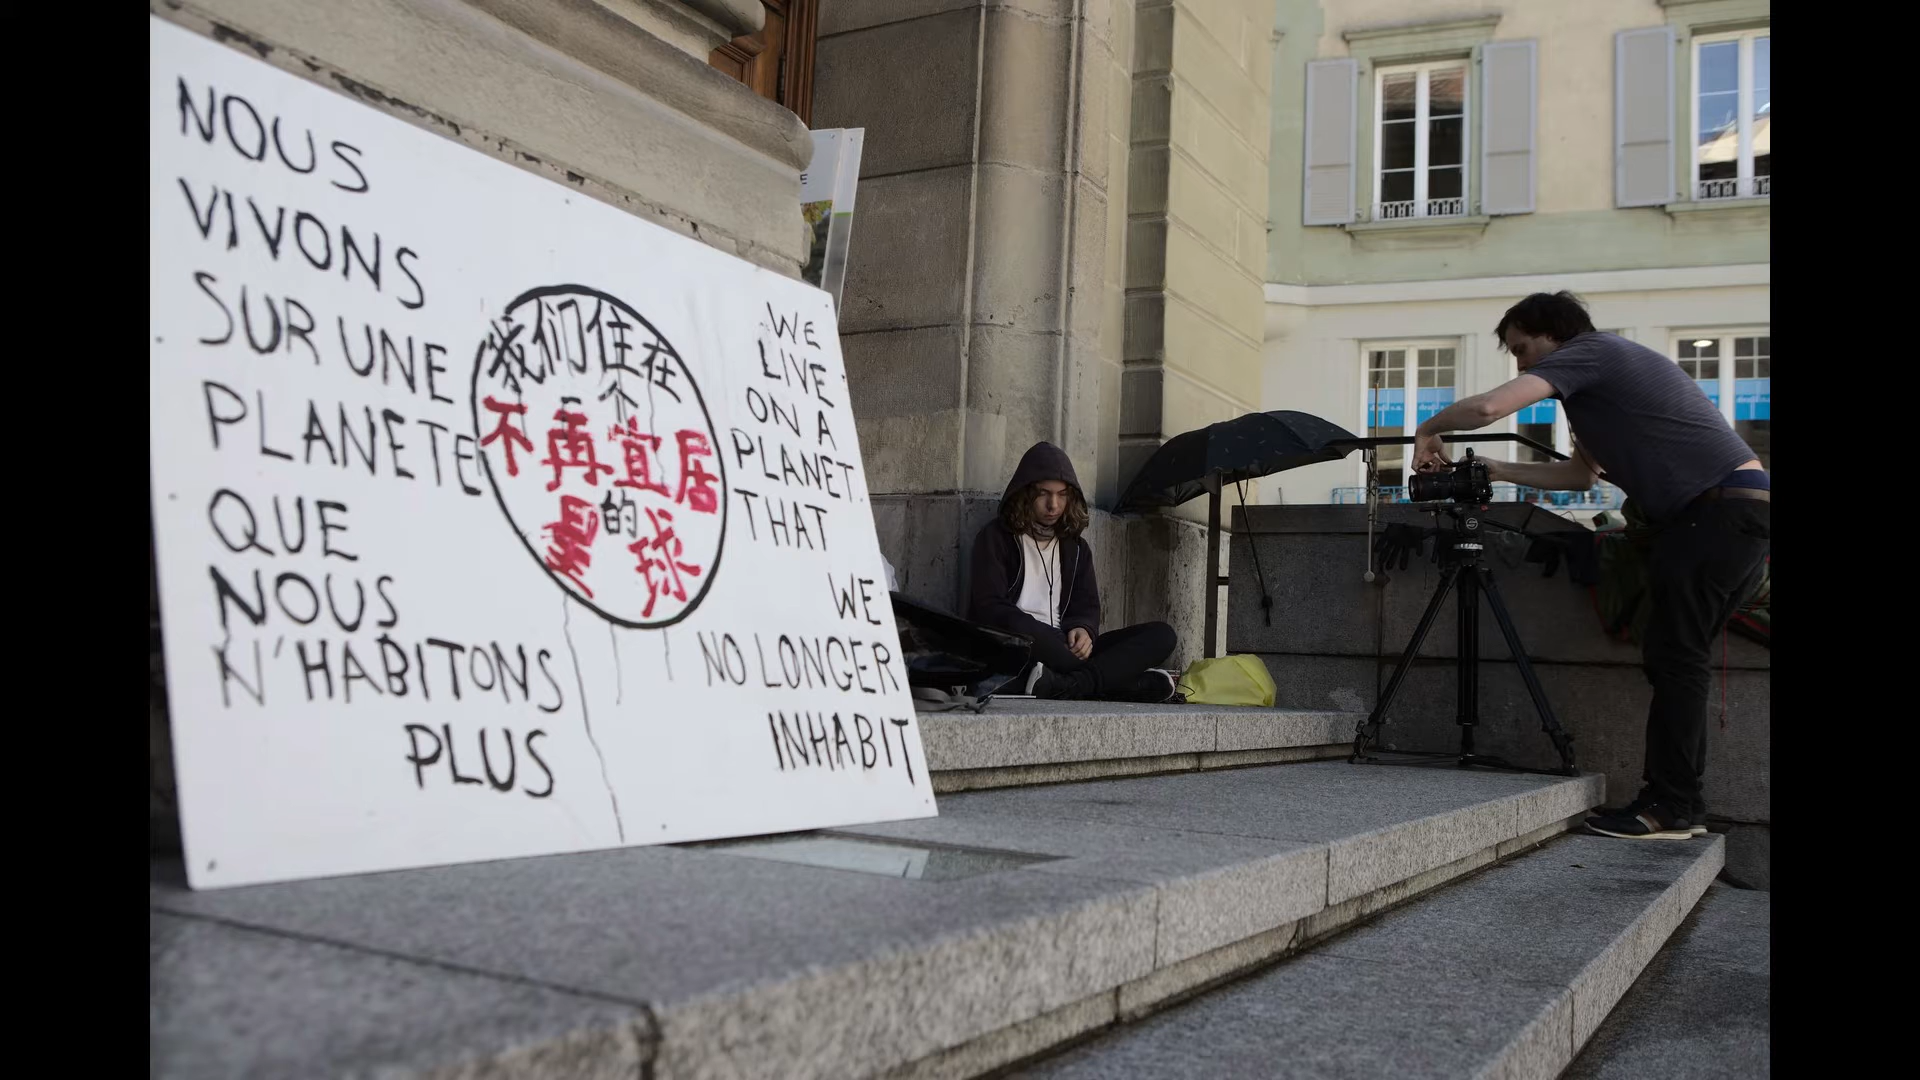 NOUS
VIVONS
SUR UNE
PLANETE
QUE
NOUS
N'HABITONS
PLUS
我们住在
一个
不再宜居
的
星球
WE
LIVE
ON A
PLANET
THAT
WE
NO LONGER
INHABIT